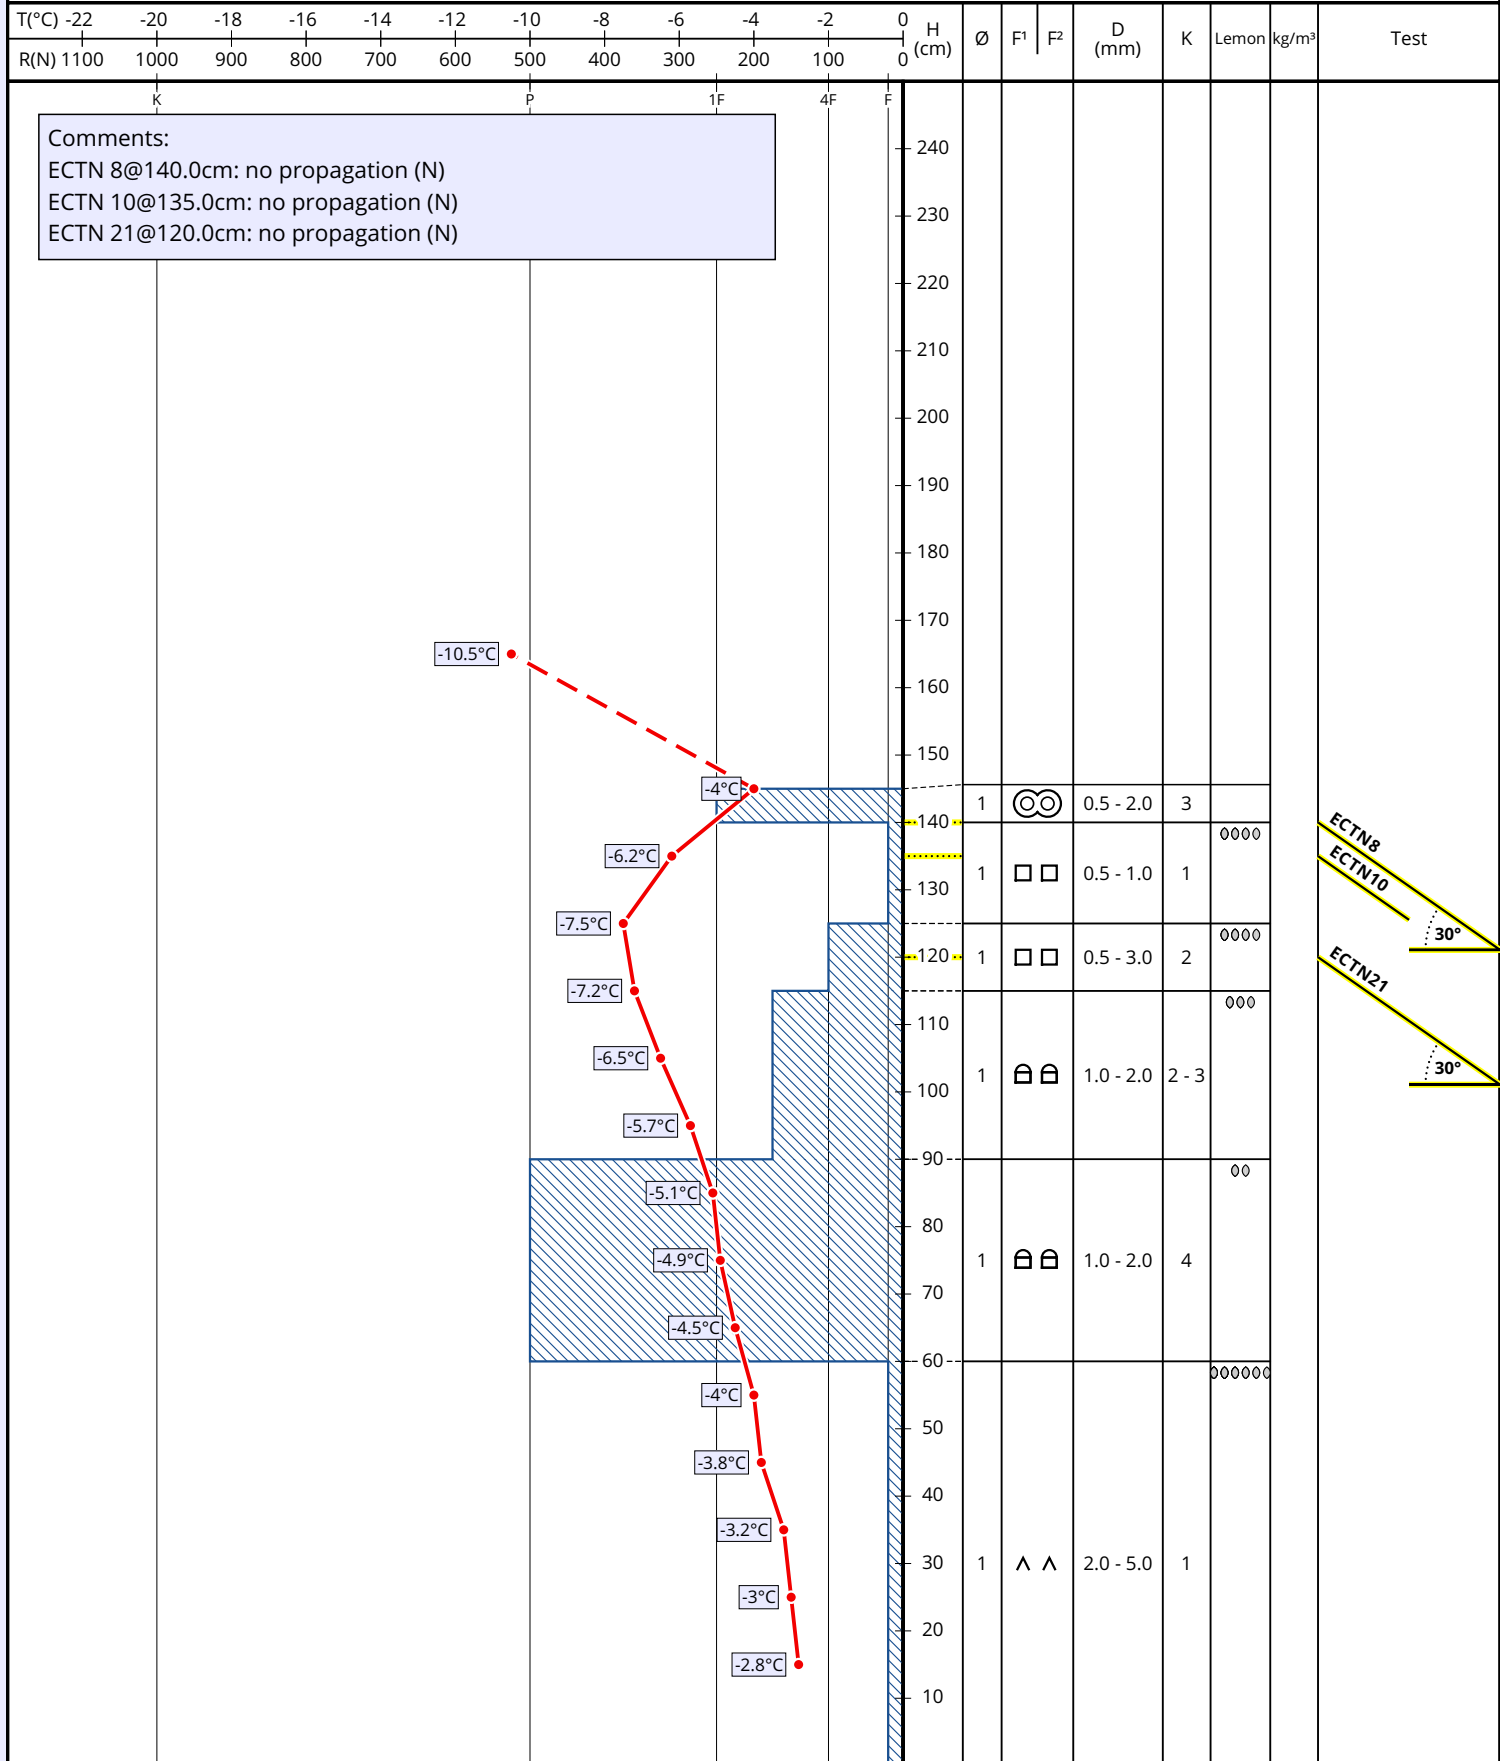 T(°C) -22 -20 -18 -16 -14 -12 -10 -8 -6 -4 -2 0
R(N) 1100 1000 900 800 700 600 500 400 300 200 100 0
H (cm)
Ø
F¹ F²
D (mm)
K
Lemon
kg/m³
Test
K P 1F 4F F
Comments:
ECTN 8@140.0cm: no propagation (N)
ECTN 10@135.0cm: no propagation (N)
ECTN 21@120.0cm: no propagation (N)
240
230
220
210
200
190
180
170
-10.5°C
160
150
-4°C
1 0.5 - 2.0 3
140
ECTN8
-6.2°C
ECTN10
1 0.5 - 1.0 1
130
-7.5°C
30°
120
1 0.5 - 3.0 2
ECTN21
-7.2°C
110
-6.5°C
30°
1 1.0 - 2.0 2 - 3
100
-5.7°C
90
-5.1°C
80
-4.9°C
1 1.0 - 2.0 4
70
-4.5°C
60
-4°C
50
-3.8°C
40
-3.2°C
30
1 2.0 - 5.0 1
-3°C
20
-2.8°C
10